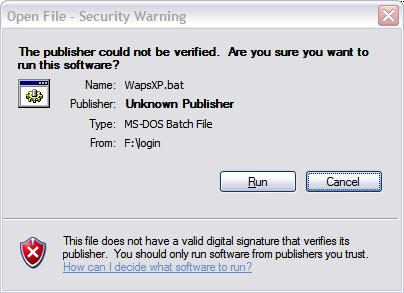 Open File - Security Warning
The publisher could not be verified.  Are you sure you want to
run this software?
Name: WapsXP.bat
Publisher: Unknown Publisher
Type: MS-DOS Batch File
From: F:\login
Run Cancel
This file does not have a valid digital signature that verifies its
publisher.  You should only run software from publishers you trust.
How can I decide what software to run?